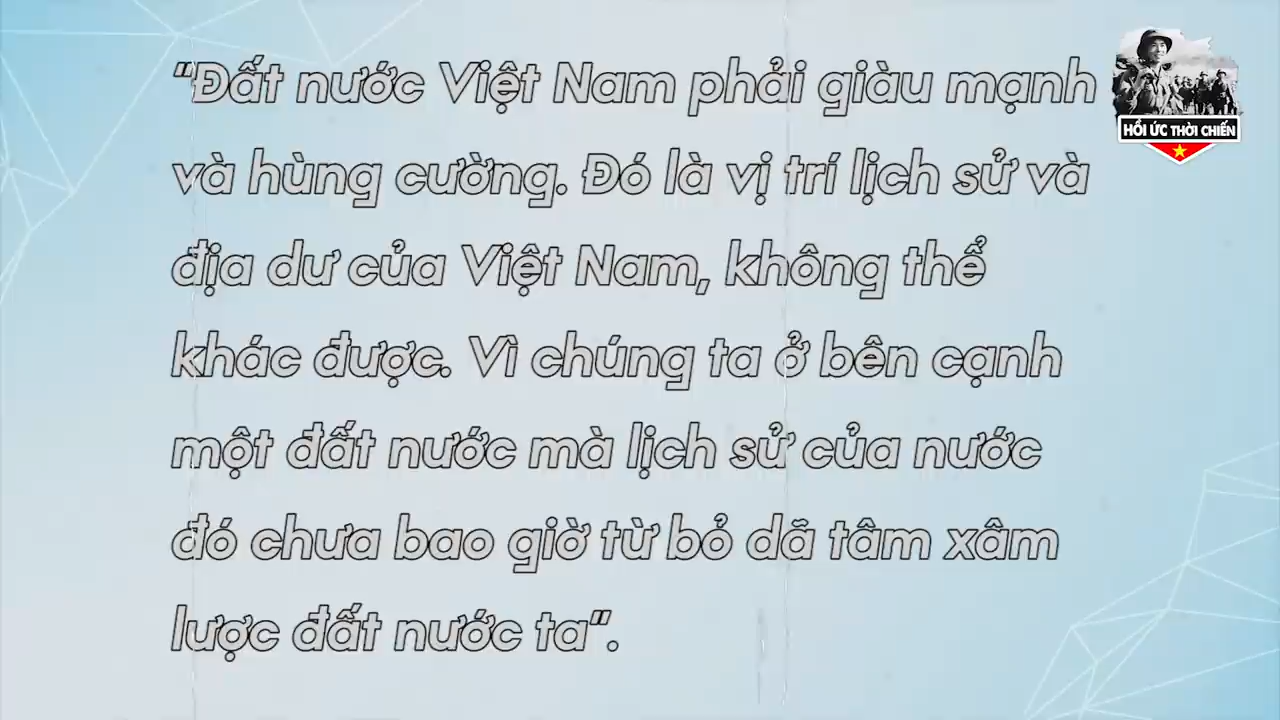 “Đất nước Việt Nam phải giàu mạnh
và hùng cường. Đó là vị trí lịch sử và
địa dư của Việt Nam, không thể
khác được. Vì chúng ta ở bên cạnh
một đất nước mà lịch sử của nước
đó chưa bao giờ từ bỏ dã tâm xâm
lược đất nước ta”.
HỒI ỨC THỜI CHIẾN